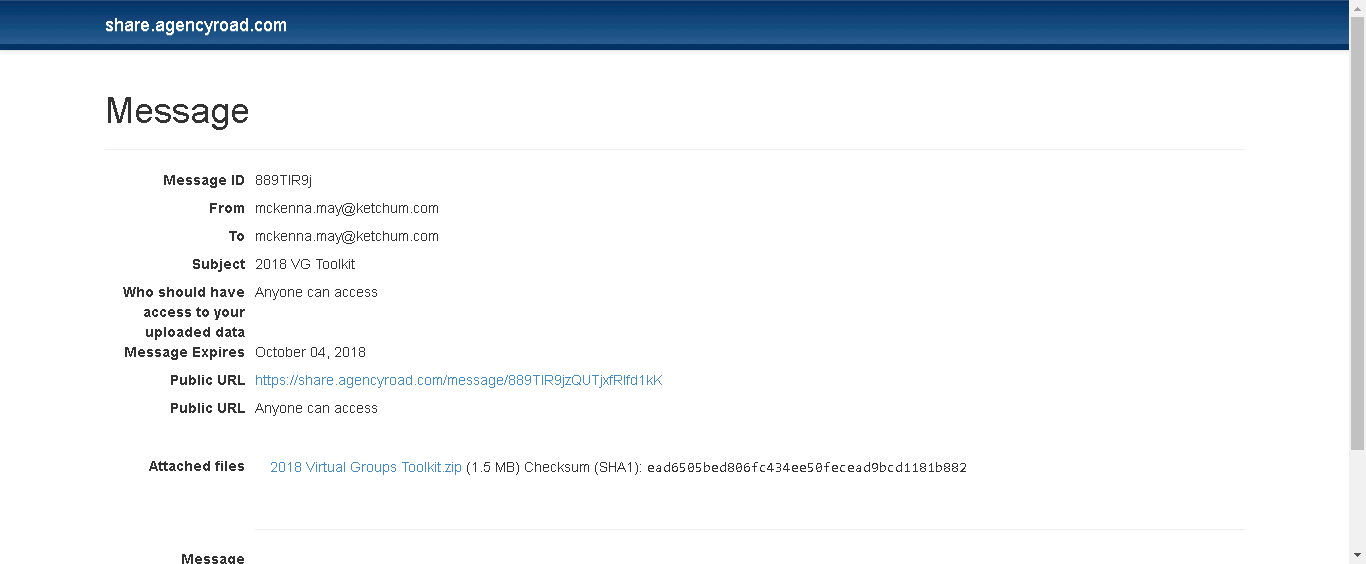 share.agencyroad.com
Message
Message ID 889TIR9j
From mckenna.may@ketchum.com
To mckenna.may@ketchum.com
Subject 2018 VG Toolkit
Who should have Anyone can access
access to your
uploaded data
Message Expires October 04, 2018
Public URL https://share.agencyroad.com/message/889TIR9jzQUTjxfRIfd1kK
Public URL Anyone can access
Attached files 2018 Virtual Groups Toolkit.zip (1.5 MB) Checksum (SHA1): ead6505bed806fc434ee50fecead9bcd1181b882
Message